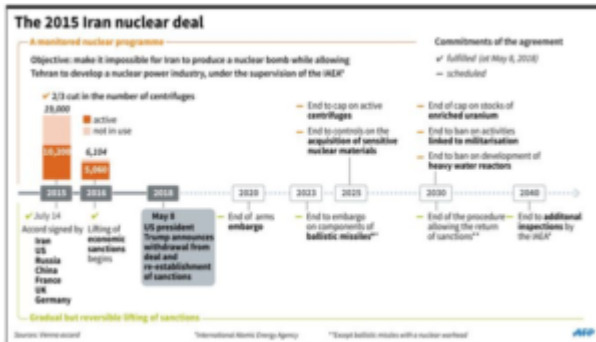 The 2015 Iran nuclear deal
A monitored nuclear programme
Objective: make it impossible for Iran to produce a nuclear bomb while allowing
Tehran to develop a nuclear power industry, under the supervision of the IAEA*
Commitments of the agreement
fulfilled (at May 8, 2018)
scheduled
2/3 cut in the number of centrifuges
19,000
active
not in use
10,200
6,104
5,060
End to cap on active
centrifuges
End to controls on the
acquisition of sensitive
nuclear materials
End of cap on stocks of
enriched uranium
End to ban on activities
linked to militarisation
End to ban on development of
heavy water reactors
2015
2016
2018
2020
2023
2025
2030
2040
July 14
Accord signed by
Iran
US
Russia
China
France
UK
Germany
Lifting of
economic
sanctions
begins
May 8
US president
Trump announces
withdrawal from
deal and
re-establishment
of sanctions
End of arms
embargo
End to embargo
on components of
ballistic missiles**
End of the procedure
allowing the return
of sanctions**
End to additonal
inspections by
the IAEA*
Gradual but reversible lifting of sanctions
Sources: Vienna accord
*International Atomic Energy Agency
**Except ballistic missiles with a nuclear warhead
AFP